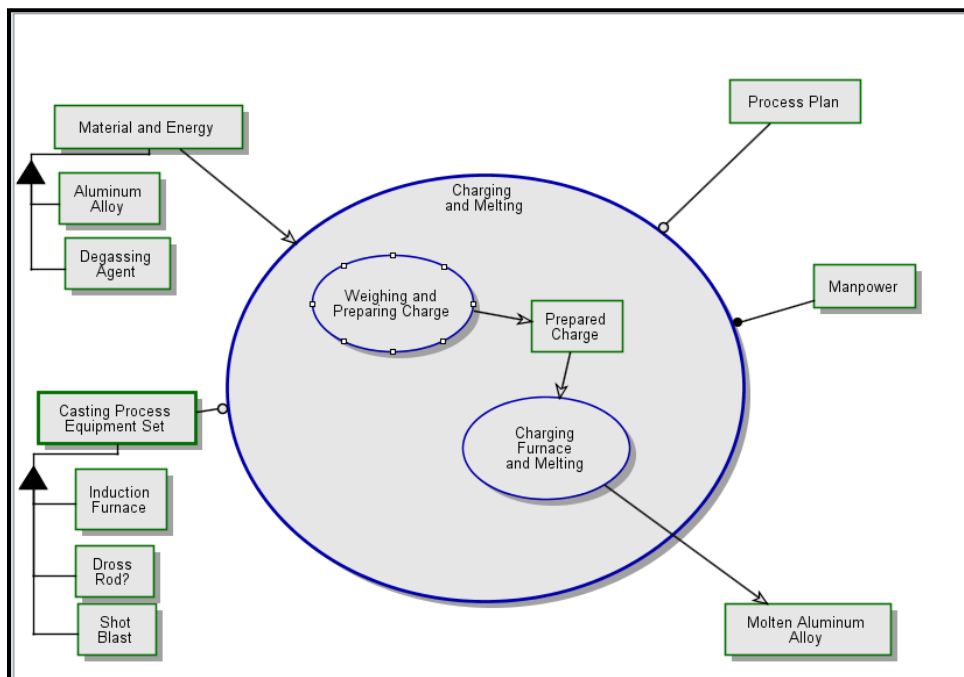 Process Plan
Material and Energy
Aluminum
Alloy
Charging
and Melting
Degassing
Agent
Manpower
Weighing and
Preparing Charge
Prepared
Charge
Casting Process
Equipment Set
Charging
Furnace
and Melting
Induction
Furnace
Dross
Rod?
Shot
Blast
Molten Aluminum
Alloy